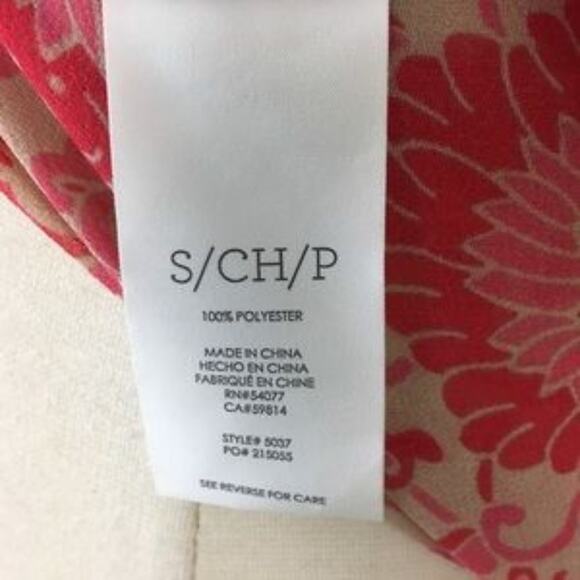 S/CH/P
100% POLYESTER
MADE IN CHINA
HECHO EN CHINA
FABRIQUÉ EN CHINE
RN#54077
CA#59814
STYLE# 5037
PO# 215055
SEE REVERSE FOR CARE